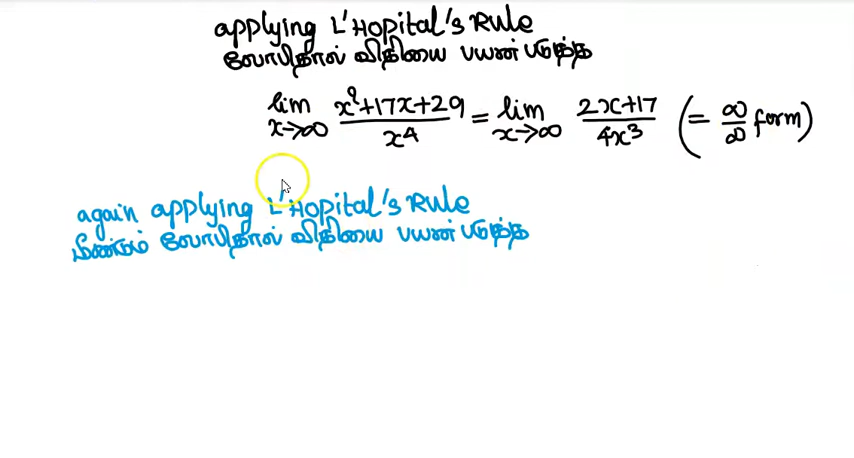 applying L'Hopital's Rule
லோபிதால் விதியை பயன் படுத்த
lim x→∞ x²+17x+29 / x⁴ = lim x→∞ 2x+17 / 4x³ (= ∞/∞ form)
again applying L'Hopital's Rule
மீண்டும் லோபிதால் விதியை பயன் படுத்த